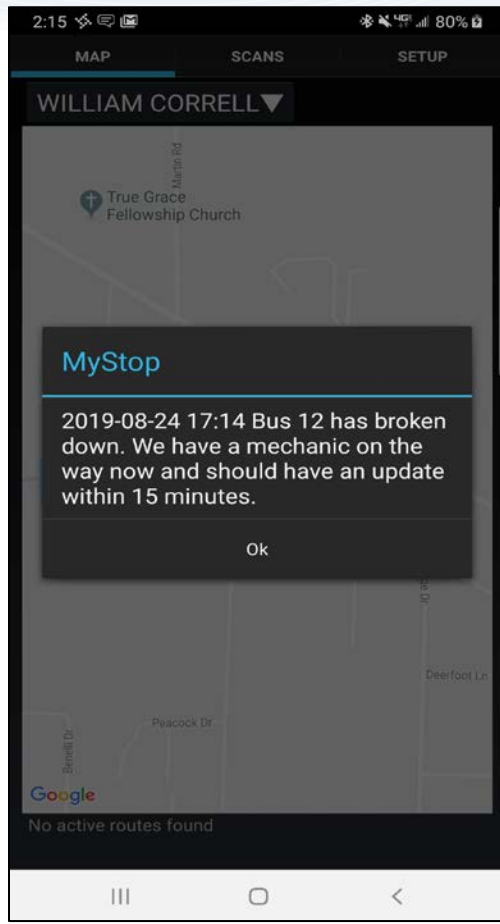 2:15 80%
MAP SCANS SETUP
WILLIAM CORRELL▼
Martin Rd
True Grace
Fellowship Church
MyStop
2019-08-24 17:14 Bus 12 has broken
down. We have a mechanic on the
way now and should have an update
within 15 minutes.
Ok
Deerfoot Ln
Peacock Dr
Benelli Dr
Google
No active routes found